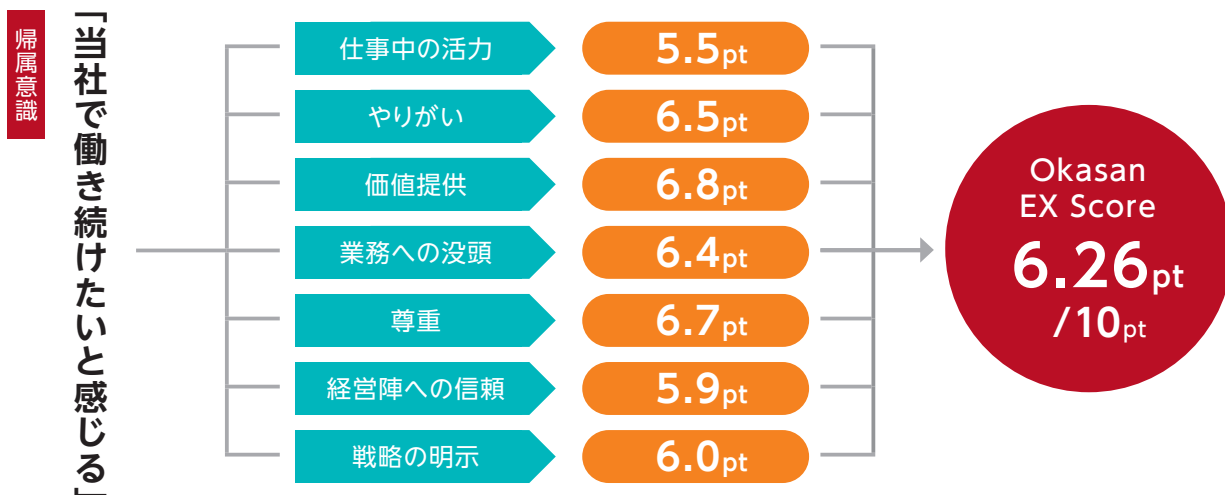 帰属意識
「当社で働き続けたいと感じる」
仕事中の活力
5.5pt
やりがい
6.5pt
価値提供
6.8pt
業務への没頭
6.4pt
尊重
6.7pt
経営陣への信頼
5.9pt
戦略の明示
6.0pt
Okasan
EX Score
6.26pt
/10pt